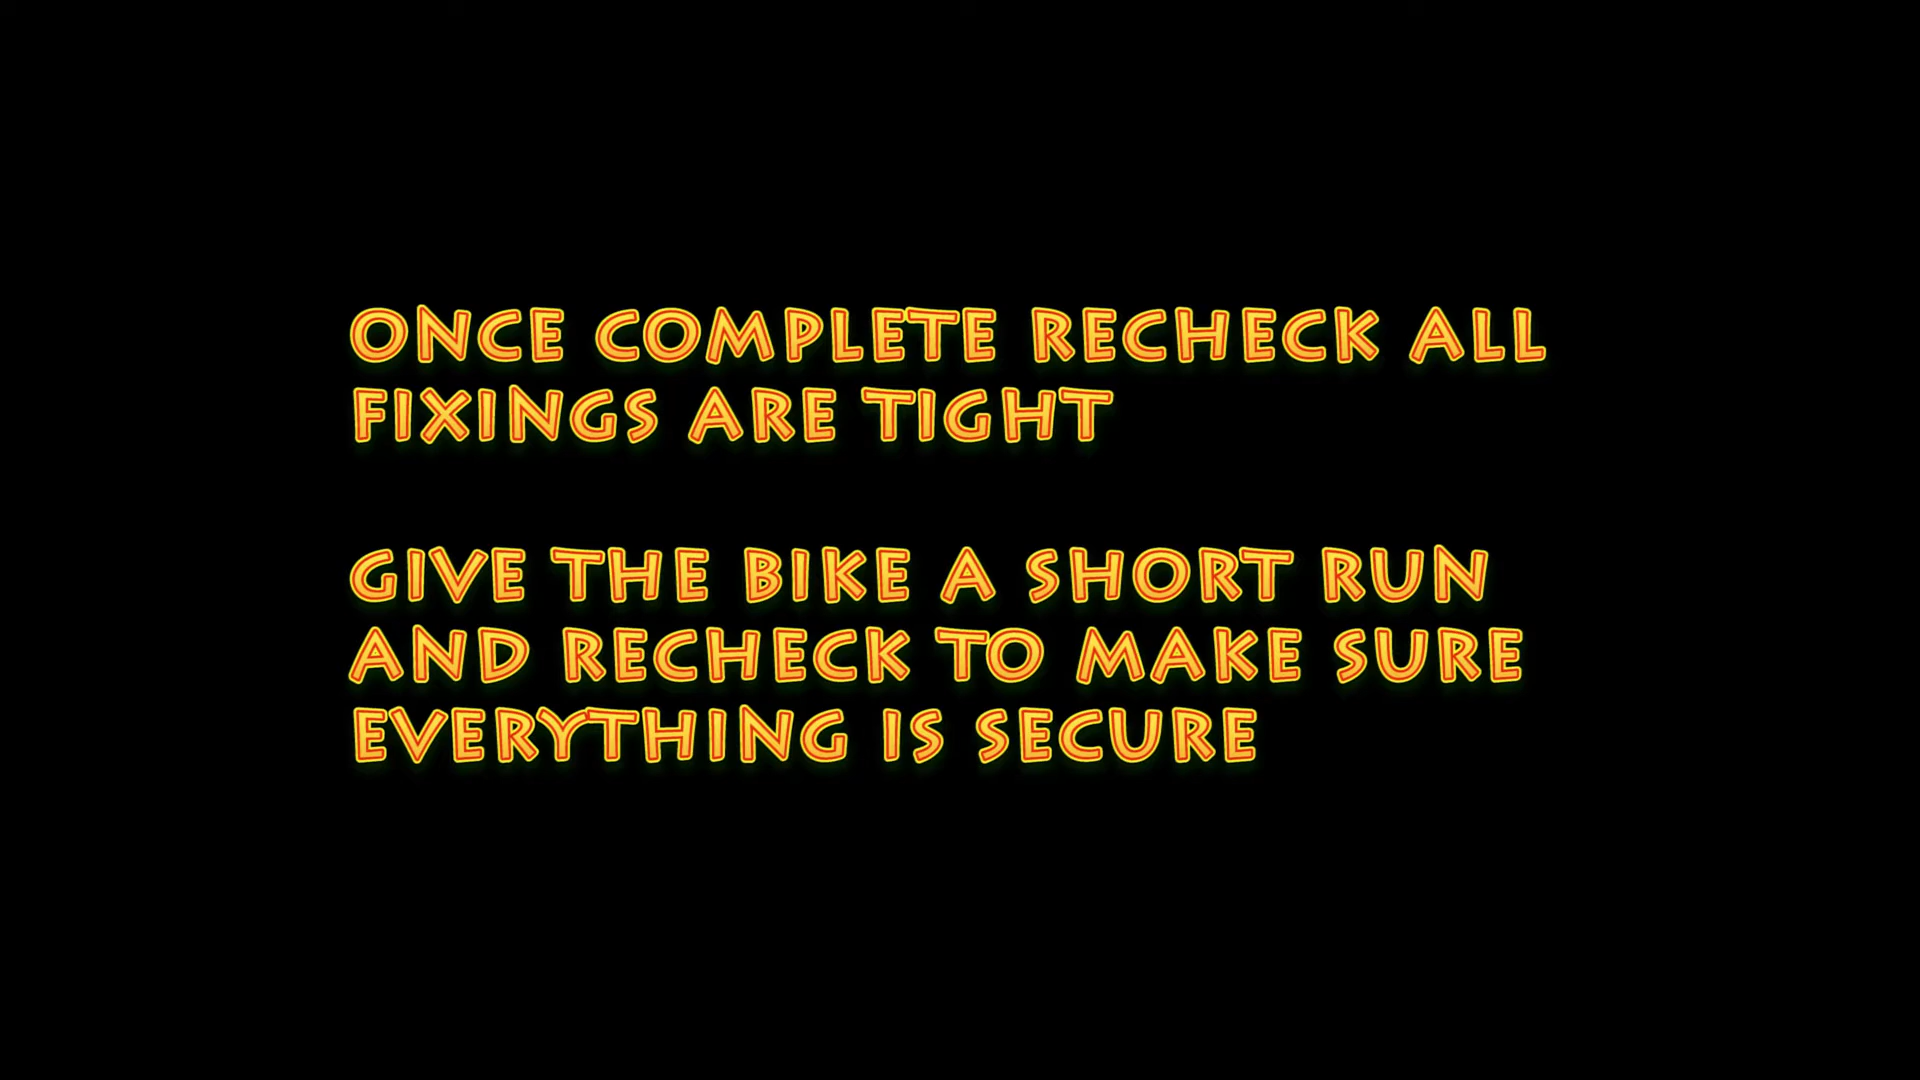 ONCE COMPLETE RECHECK ALL
FIXINGS ARE TIGHT
GIVE THE BIKE A SHORT RUN
AND RECHECK TO MAKE SURE
EVERYTHING IS SECURE